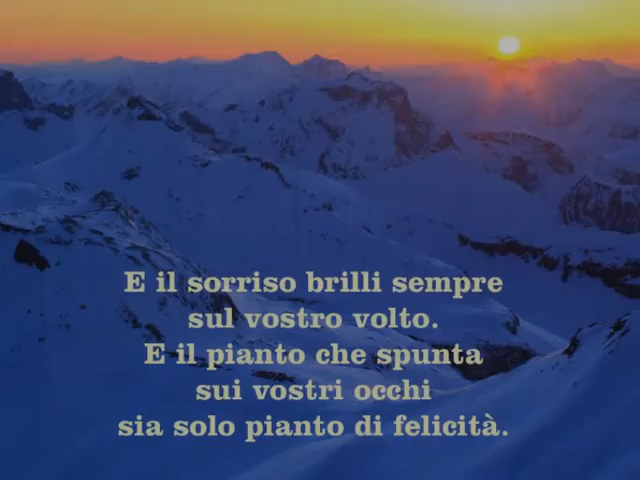 E il sorriso brilli sempre
sul vostro volto.
E il pianto che spunta
sui vostri occhi
sia solo pianto di felicità.